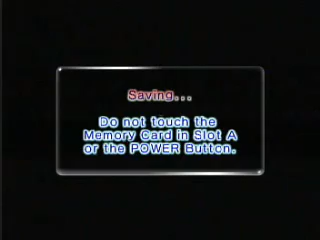 Saving...
Do not touch the
Memory Card in Slot A
or the POWER Button.